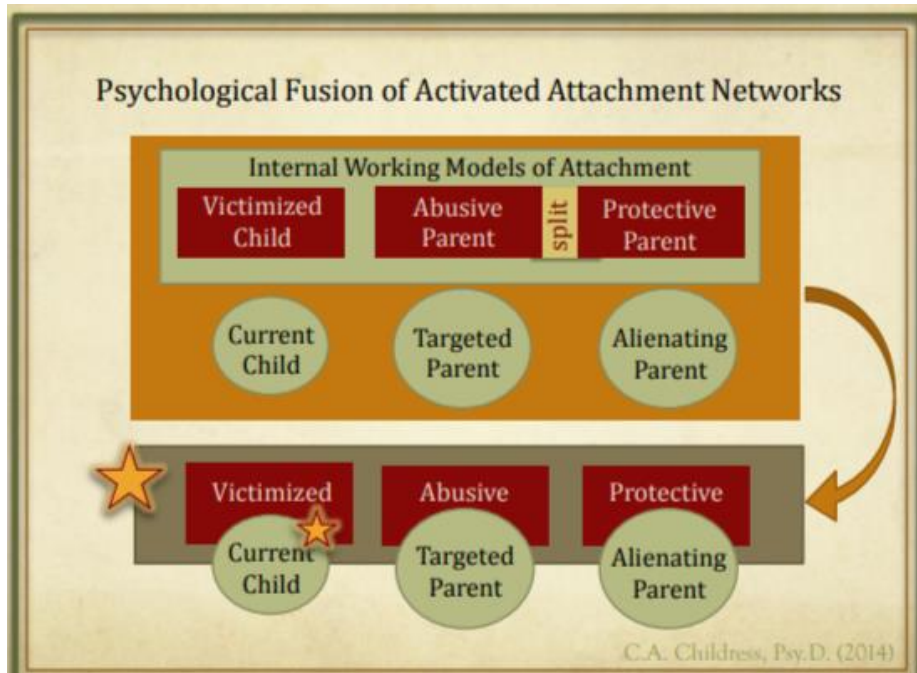 Psychological Fusion of Activated Attachment Networks
Internal Working Models of Attachment
Victimized
Child
Abusive
Parent
split
Protective
Parent
Current
Child
Targeted
Parent
Alienating
Parent
Victimized
Current
Child
Abusive
Targeted
Parent
Protective
Alienating
Parent
C.A. Childress, Psy.D. (2014)